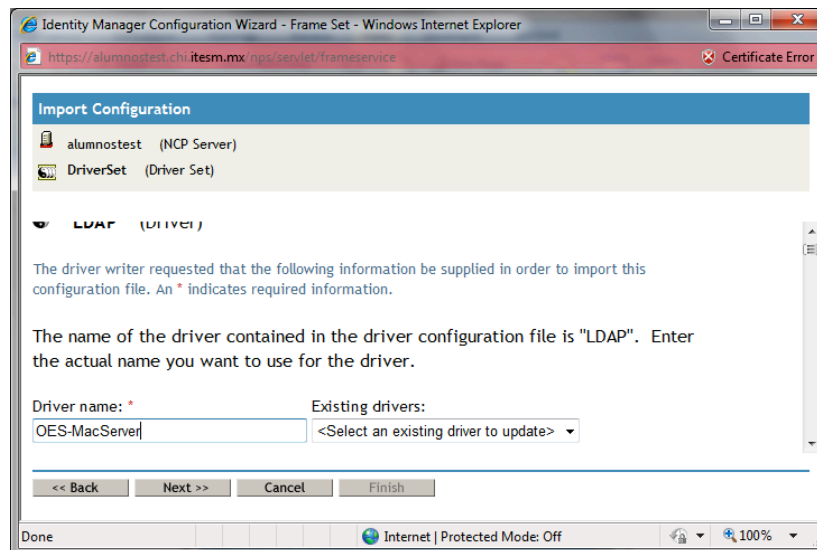 Identity Manager Configuration Wizard - Frame Set - Windows Internet Explorer
https://alumnostest.chi.itesm.mx/nps/servlet/frameservice Certificate Error
Import Configuration
alumnostest (NCP Server)
DriverSet (Driver Set)
LDAP (Driver)
The driver writer requested that the following information be supplied in order to import this
configuration file. An * indicates required information.
The name of the driver contained in the driver configuration file is "LDAP". Enter
the actual name you want to use for the driver.
Driver name: * Existing drivers:
OES-MacServer <Select an existing driver to update>
<< Back Next >> Cancel Finish
Done Internet | Protected Mode: Off 100%